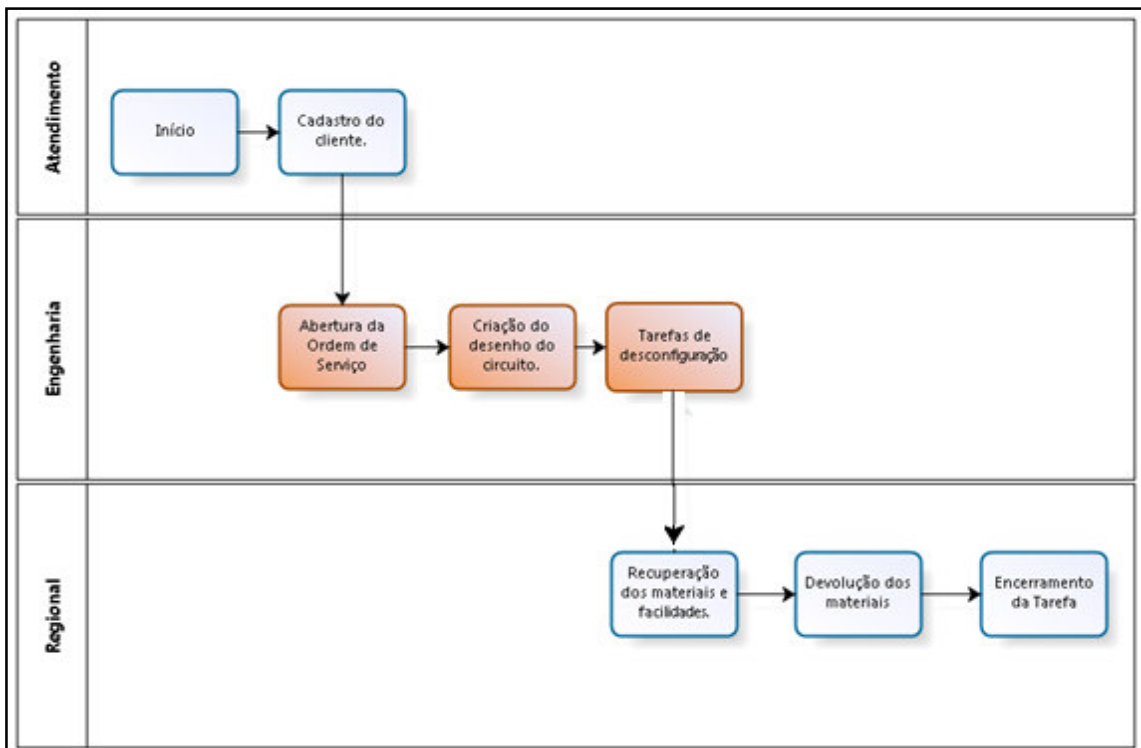 Atendimento
Início
Cadastro do
cliente.
Engenharia
Abertura da
Ordem de
Serviço
Criação do
desenho do
circuito.
Tarefas de
desconfiguração
Regional
Recuperação
dos materiais e
facilidades.
Devolução dos
materiais
Encerramento
da Tarefa